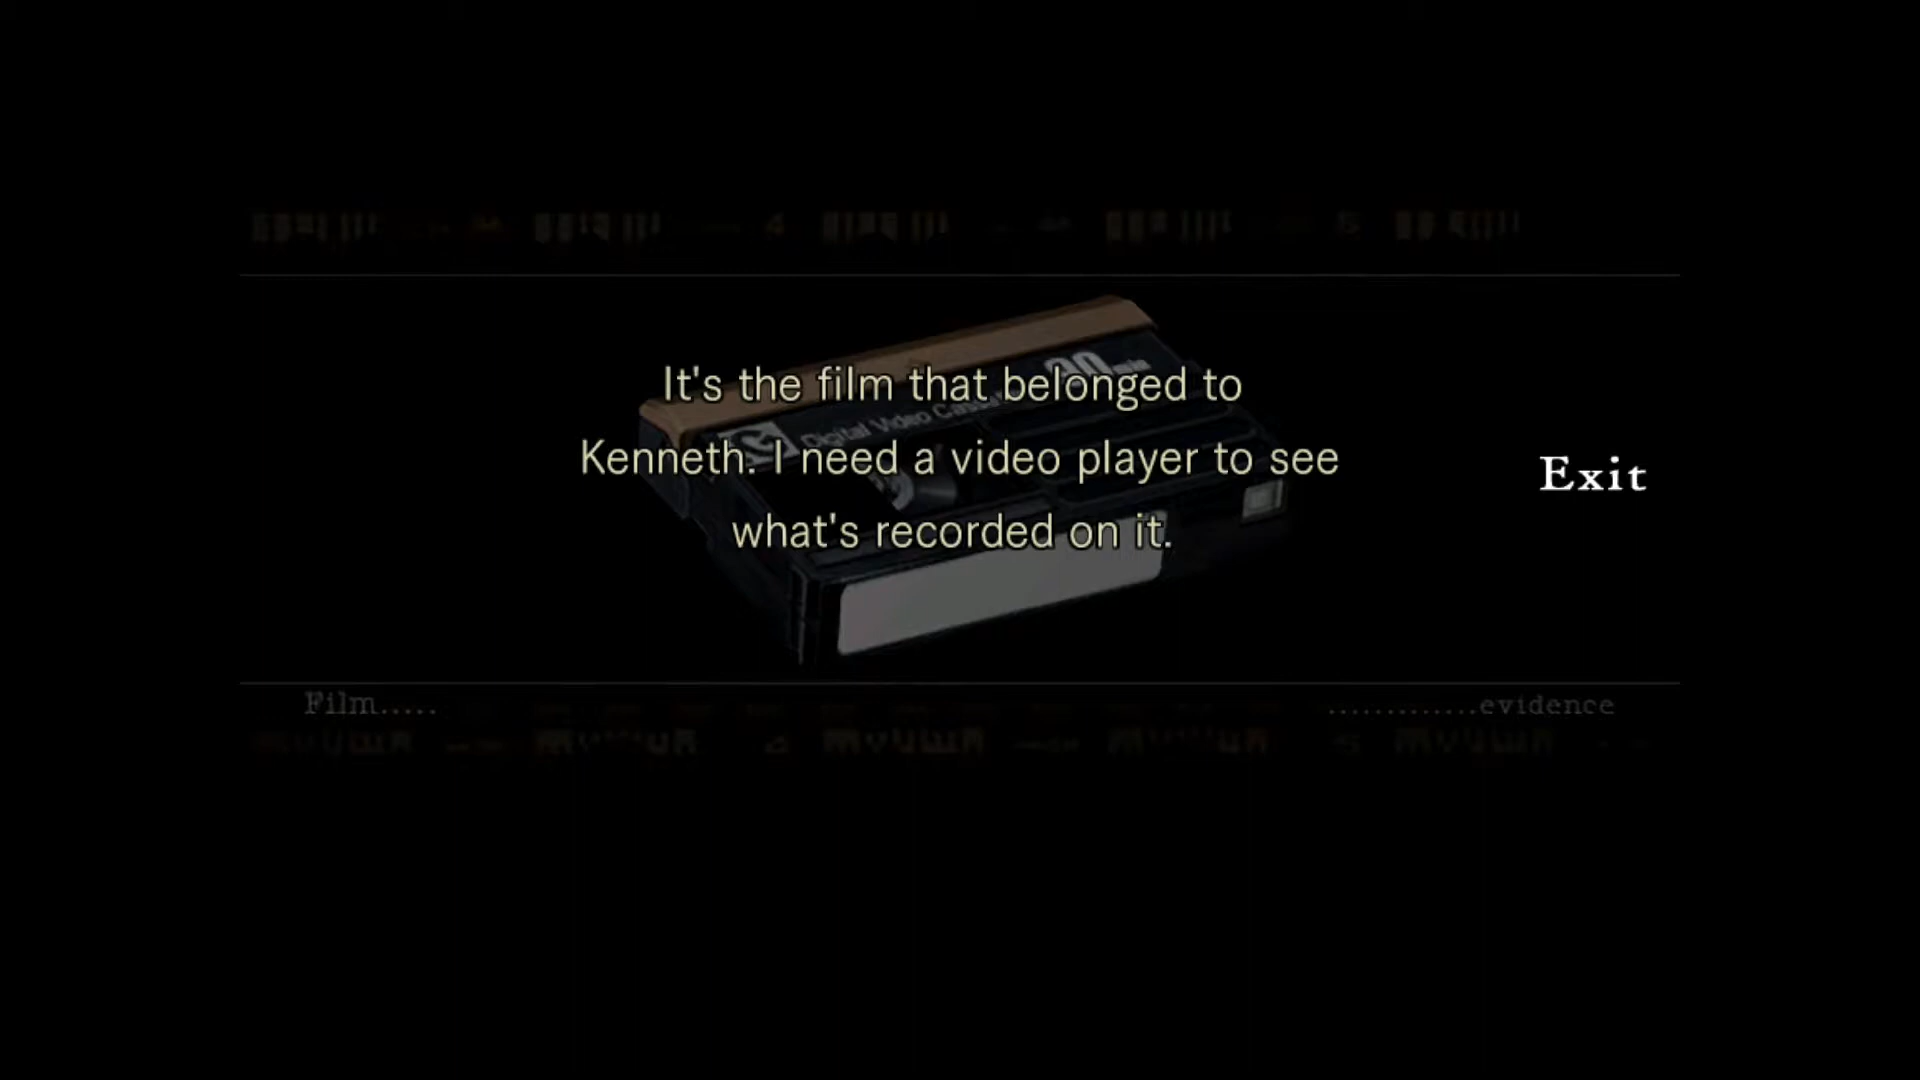 It's the film that belonged to
Kenneth. I need a video player to see
what's recorded on it.
Exit
Digital Video
Film.....
.............evidence